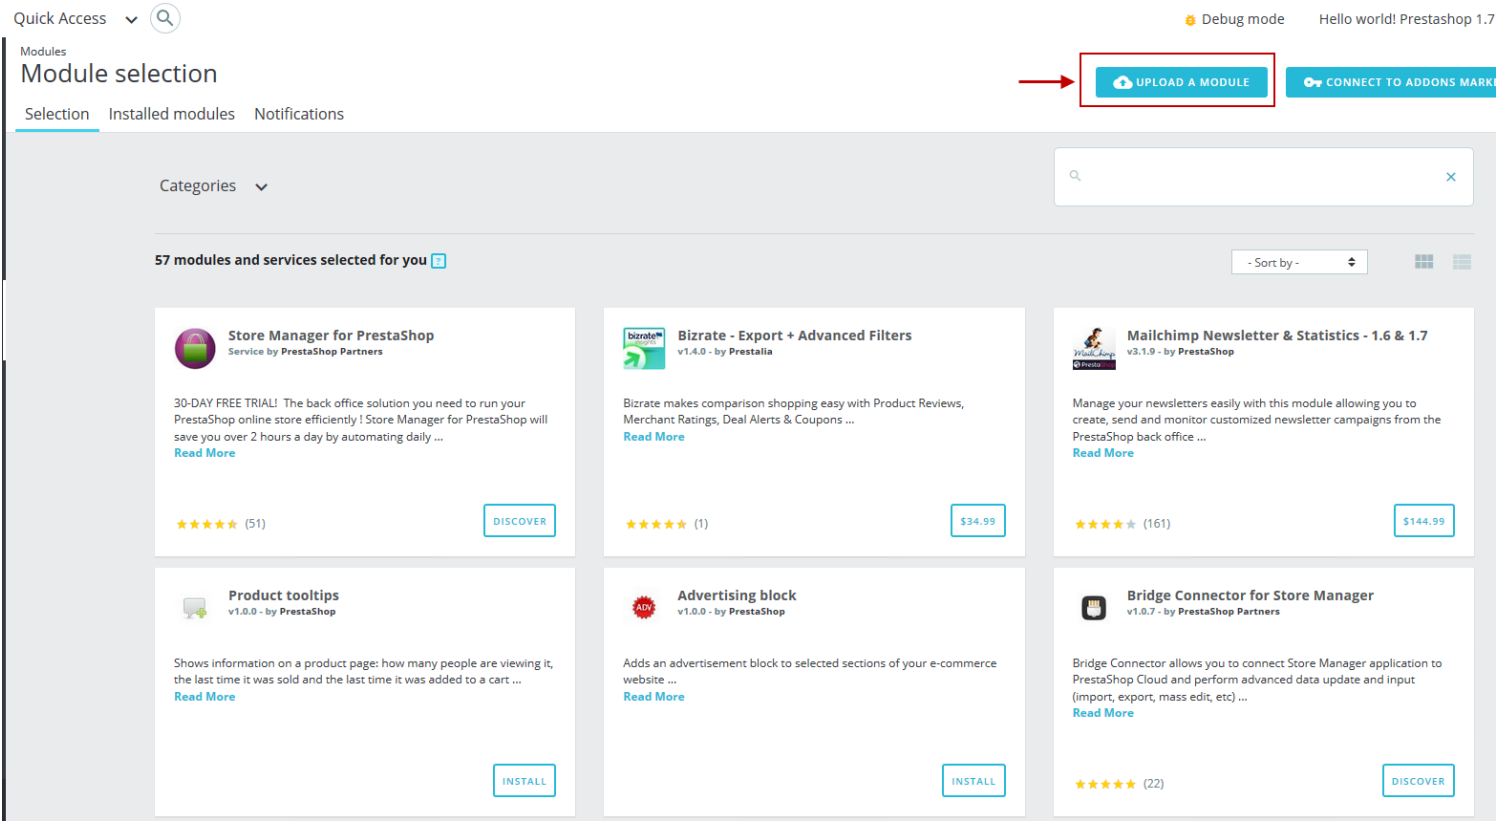 Quick Access
Debug mode
Hello world! Prestashop 1.7
Modules
Module selection
UPLOAD A MODULE
CONNECT TO ADDONS MARK
Selection
Installed modules
Notifications
Categories
57 modules and services selected for you ?
- Sort by -
Store Manager for PrestaShop
Service by PrestaShop Partners
30-DAY FREE TRIAL! The back office solution you need to run your
PrestaShop online store efficiently ! Store Manager for PrestaShop will
save you over 2 hours a day by automating daily ...
Read More
(51)
DISCOVER
bizrate
insights
Bizrate - Export + Advanced Filters
v1.4.0 - by Prestalia
Bizrate makes comparison shopping easy with Product Reviews,
Merchant Ratings, Deal Alerts & Coupons ...
Read More
(1)
$34.99
MailChimp
Presta
Mailchimp Newsletter & Statistics - 1.6 & 1.7
v3.1.9 - by PrestaShop
Manage your newsletters easily with this module allowing you to
create, send and monitor customized newsletter campaigns from the
PrestaShop back office ...
Read More
(161)
$144.99
Product tooltips
v1.0.0 - by PrestaShop
Shows information on a product page: how many people are viewing it,
the last time it was sold and the last time it was added to a cart ...
Read More
INSTALL
ADV
Advertising block
v1.0.0 - by PrestaShop
Adds an advertisement block to selected sections of your e-commerce
website ...
Read More
INSTALL
Bridge Connector for Store Manager
v1.0.7 - by PrestaShop Partners
Bridge Connector allows you to connect Store Manager application to
PrestaShop Cloud and perform advanced data update and input
(import, export, mass edit, etc) ...
Read More
(22)
DISCOVER